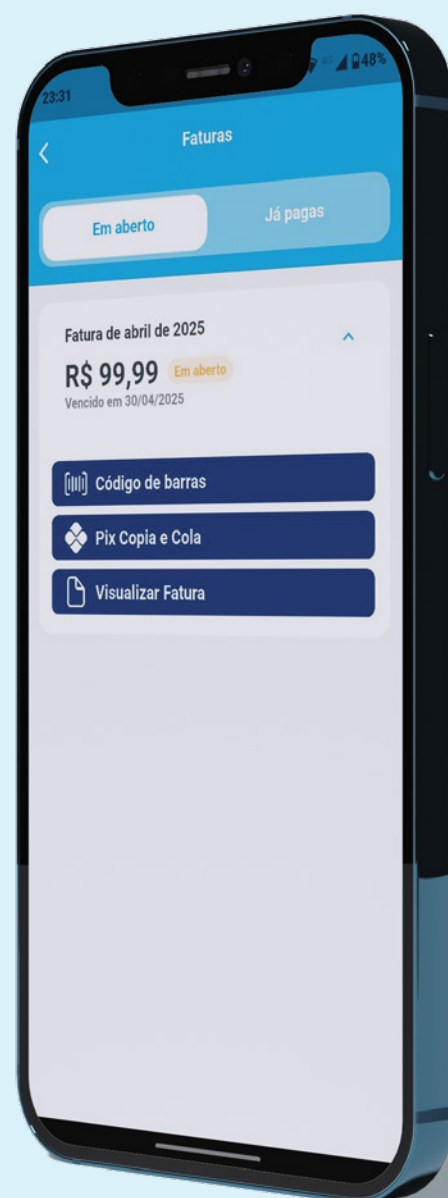 23:31
4G 48%
Faturas
Em aberto
Já pagas
Fatura de abril de 2025
R$ 99,99 Em aberto
Vencido em 30/04/2025
Código de barras
Pix Copia e Cola
Visualizar Fatura